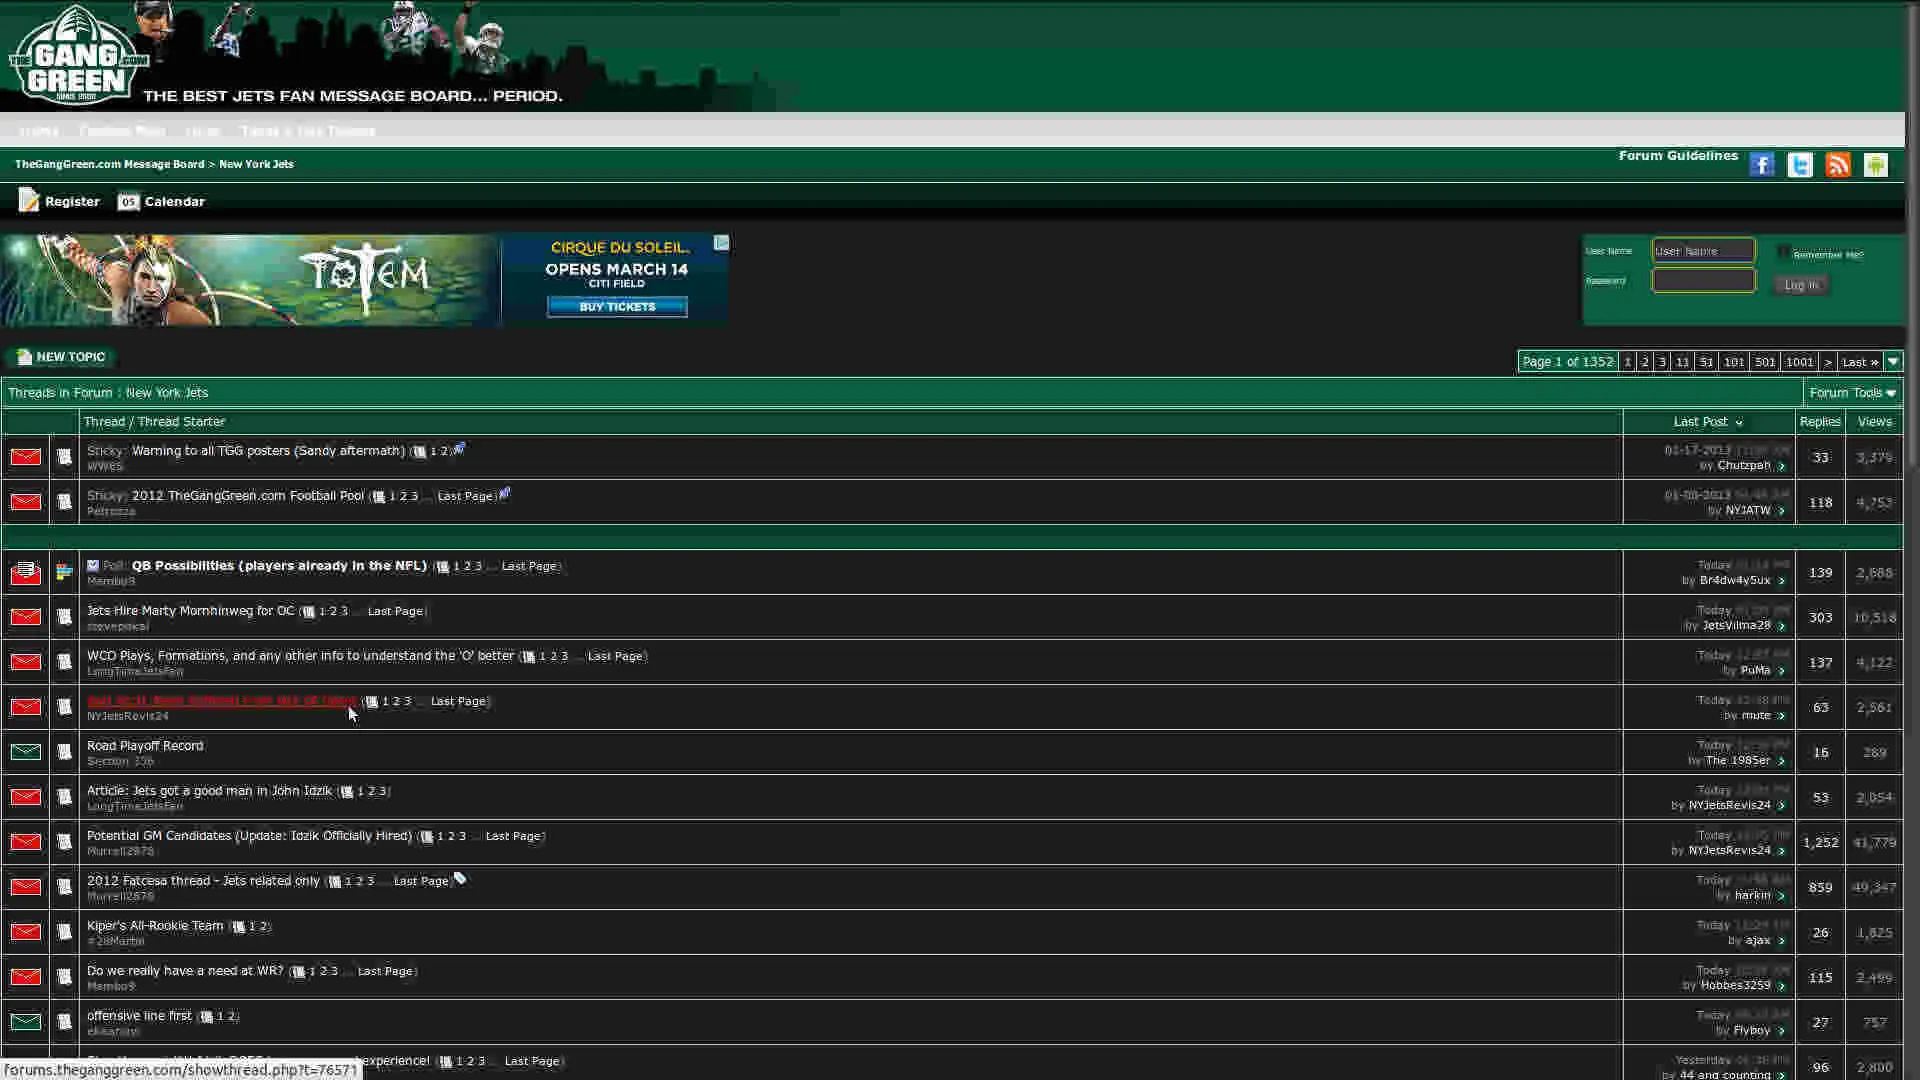 THE GANG GREEN .COM
SINCE 2000
THE BEST JETS FAN MESSAGE BOARD... PERIOD.
TheGangGreen.com Message Board > New York Jets
Forum Guidelines
Register
05 Calendar
TOTEM
CIRQUE DU SOLEIL.
OPENS MARCH 14
CITI FIELD
BUY TICKETS
User Name User Name Remember Me?
Password Log in
NEW TOPIC
Page 1 of 1352 1 2 3 11 51 101 501 1001 > Last »
Threads in Forum : New York Jets Forum Tools
Thread / Thread Starter Last Post Replies Views
Sticky: Warning to all TGG posters (Sandy aftermath) ( 1 2) 01-17-2013 33 3,379
WWes by Chutzpah
Sticky: 2012 TheGangGreen.com Football Pool ( 1 2 3 ... Last Page) 118 4,753
Petrozza by NYJATW
Poll: QB Possibilities (players already in the NFL) ( 1 2 3 ... Last Page) Today 139
Mambo9 by Br4dw4y5ux
Jets Hire Marty Mornhinweg for OC ( 1 2 3 ... Last Page) Today 303 10,518
by JetsVilma28
WCO Plays, Formations, and any other info to understand the 'O' better ( 1 2 3 ... Last Page) Today 137 4,122
LongTimeJetsFan by PuMa
( 1 2 3 ... Last Page) Today 63 2,561
NYJetsRevis24 by mute
Road Playoff Record Today 16 289
Section 336 by The 1985er
Article: Jets got a good man in John Idzik ( 1 2 3) Today 53 2,054
LongTimeJetsFan by NYJetsRevis24
Potential GM Candidates (Update: Idzik Officially Hired) ( 1 2 3 ... Last Page) Today 1,252 41,779
Murrell2878 by NYJetsRevis24
2012 Fatcesa thread - Jets related only ( 1 2 3 ... Last Page) Today 859 49,347
Murrell2878 by harkin
Kiper's All-Rookie Team ( 1 2) Today 26 1,825
#28Martin by ajax
Do we really have a need at WR? ( 1 2 3 ... Last Page) Today 115 2,499
Mambo9 by Hobbes3259
offensive line first ( 1 2) Today 27 757
by Flyboy
experience! ( 1 2 3 ... Last Page) Yesterday 96 2,800
by 44 and counting
forums.theganggreen.com/showthread.php?t=76571